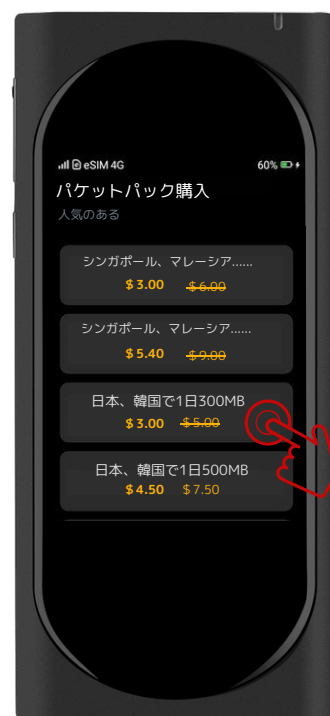 eSIM 4G 60%
パケットパック購入
人気のある
シンガポール、マレーシア......
$3.00 $6.00
シンガポール、マレーシア......
$5.40 $9.00
日本、韓国で1日300MB
$3.00 $5.00
日本、韓国で1日500MB
$4.50 $7.50